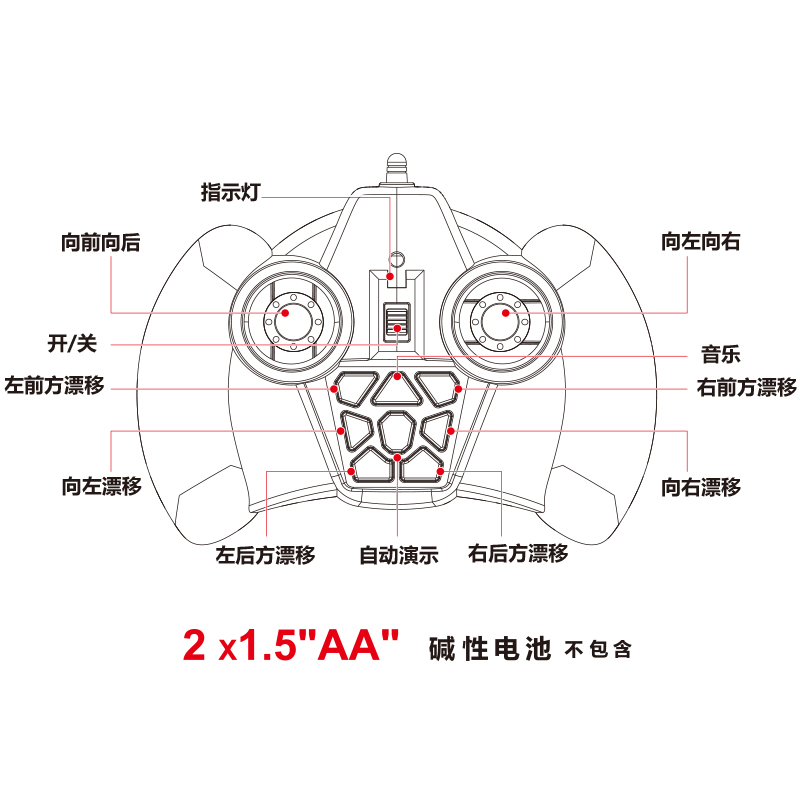 指示灯
向前向后
向左向右
开/关
音乐
左前方漂移
右前方漂移
向左漂移
向右漂移
左后方漂移
自动演示
右后方漂移
2 x1.5"AA" 碱性电池 不包含